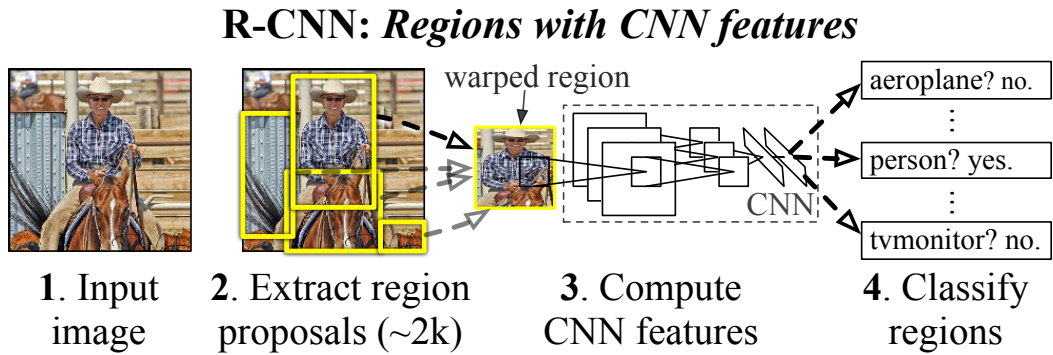 R-CNN: Regions with CNN features
warped region
aeroplane? no.
⋮
person? yes.
⋮
tvmonitor? no.
CNN
1. Input
image
2. Extract region
proposals (~2k)
3. Compute
CNN features
4. Classify
regions